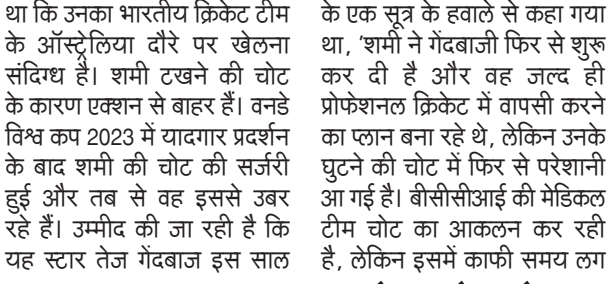 था कि उनका भारतीय क्रिकेट टीम
के ऑस्ट्रेलिया दौरे पर खेलना
संदिग्ध है। शमी टखने की चोट
के कारण एक्शन से बाहर हैं। वनडे
विश्व कप 2023 में यादगार प्रदर्शन
के बाद शमी की चोट की सर्जरी
हुई और तब से वह इससे उबर
रहे हैं। उम्मीद की जा रही है कि
यह स्टार तेज गेंदबाज इस साल
के एक सूत्र के हवाले से कहा गया
था, 'शमी ने गेंदबाजी फिर से शुरू
कर दी है और वह जल्द ही
प्रोफेशनल क्रिकेट में वापसी करने
का प्लान बना रहे थे, लेकिन उनके
घुटने की चोट में फिर से परेशानी
आ गई है। बीसीसीआई की मेडिकल
टीम चोट का आकलन कर रही
है, लेकिन इसमें काफी समय लग